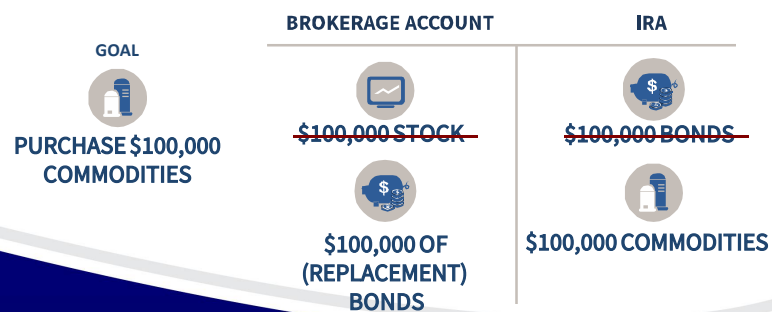 GOAL
PURCHASE $100,000
COMMODITIES
BROKERAGE ACCOUNT
$100,000 STOCK
$
$100,000 OF
(REPLACEMENT)
BONDS
IRA
$
$100,000 BONDS
$100,000 COMMODITIES